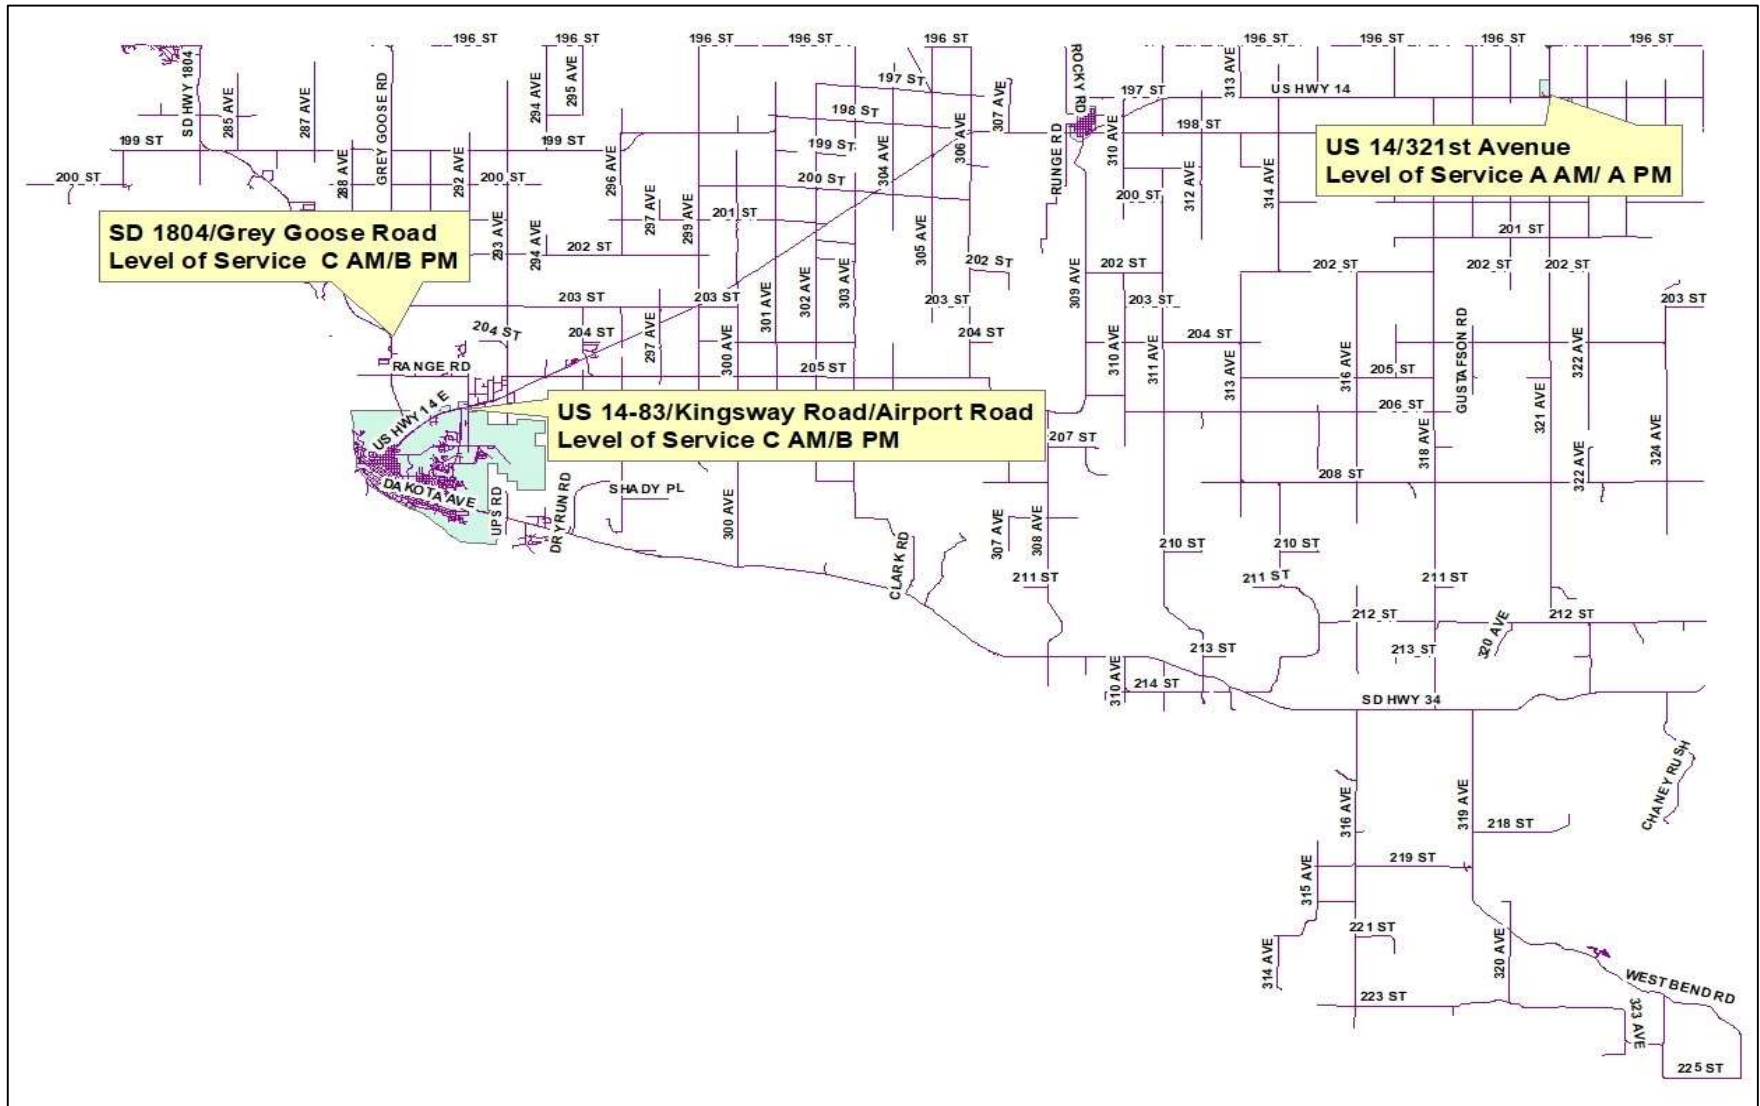 196 ST
196 ST
196 ST
196 ST
196 ST
196 ST
196 ST
196 ST
SD HWY 1804
285 AVE
287 AVE
GREY GOOSE RD
294 AVE
295 AVE
197 ST
307 AVE
ROCKY RD
197 ST
313 AVE
US HWY 14
198 ST
198 ST
199 ST
199 ST
199 ST
288 AVE
292 AVE
296 AVE
304 AVE
306 AVE
RUNGE RD
310 AVE
US 14/321st Avenue
Level of Service A AM/ A PM
200 ST
200 ST
200 ST
200 ST
312 AVE
314 AVE
297 AVE
299 AVE
201 ST
201 ST
SD 1804/Grey Goose Road
Level of Service C AM/B PM
293 AVE
294 AVE
202 ST
305 AVE
202 ST
309 AVE
202 ST
202 ST
202 ST
202 ST
203 ST
203 ST
301 AVE
302 AVE
303 AVE
203 ST
203 ST
203 ST
204 ST
204 ST
297 AVE
300 AVE
204 ST
310 AVE
311 AVE
204 ST
313 AVE
316 AVE
GUSTAFSON RD
322 AVE
RANGE RD
205 ST
205 ST
321 AVE
US HWY 14 E
US 14-83/Kingsway Road/Airport Road
Level of Service C AM/B PM
206 ST
207 ST
318 AVE
322 AVE
324 AVE
DAKOTA AVE
UPS RD
DRY RUN RD
SHADY PL
300 AVE
208 ST
CLARK RD
307 AVE
308 AVE
210 ST
210 ST
211 ST
211 ST
211 ST
212 ST
320 AVE
212 ST
213 ST
213 ST
310 AVE
214 ST
SD HWY 34
CHANEY RUSH
316 AVE
319 AVE
218 ST
219 ST
315 AVE
221 ST
314 AVE
320 AVE
WEST BEND RD
223 ST
323 AVE
225 ST